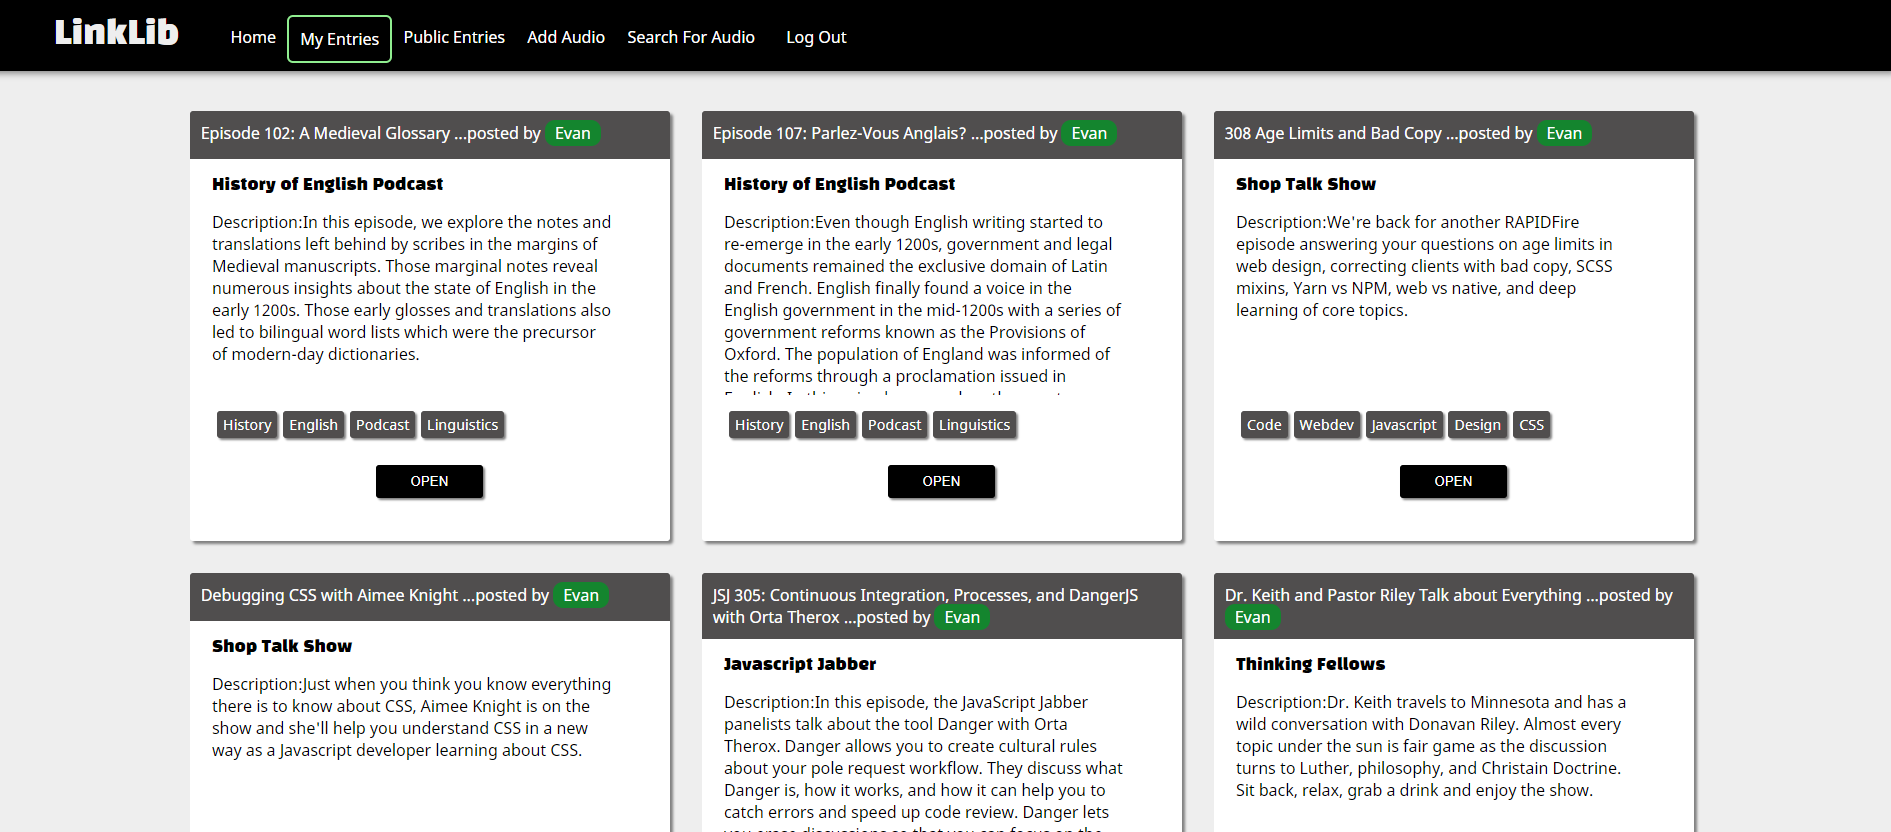 LinkLib Home My Entries Public Entries Add Audio Search For Audio Log Out
Episode 102: A Medieval Glossary ...posted by Evan
History of English Podcast
Description:In this episode, we explore the notes and
translations left behind by scribes in the margins of
Medieval manuscripts. Those marginal notes reveal
numerous insights about the state of English in the
early 1200s. Those early glosses and translations also
led to bilingual word lists which were the precursor
of modern-day dictionaries.
History English Podcast Linguistics
OPEN
Episode 107: Parlez-Vous Anglais? ...posted by Evan
History of English Podcast
Description:Even though English writing started to
re-emerge in the early 1200s, government and legal
documents remained the exclusive domain of Latin
and French. English finally found a voice in the
English government in the mid-1200s with a series of
government reforms known as the Provisions of
Oxford. The population of England was informed of
the reforms through a proclamation issued in
History English Podcast Linguistics
OPEN
308 Age Limits and Bad Copy ...posted by Evan
Shop Talk Show
Description:We're back for another RAPIDFire
episode answering your questions on age limits in
web design, correcting clients with bad copy, SCSS
mixins, Yarn vs NPM, web vs native, and deep
learning of core topics.
Code Webdev Javascript Design CSS
OPEN
Debugging CSS with Aimee Knight ...posted by Evan
Shop Talk Show
Description:Just when you think you know everything
there is to know about CSS, Aimee Knight is on the
show and she'll help you understand CSS in a new
way as a Javascript developer learning about CSS.
JSJ 305: Continuous Integration, Processes, and DangerJS
with Orta Therox ...posted by Evan
Javascript Jabber
Description:In this episode, the JavaScript Jabber
panelists talk about the tool Danger with Orta
Therox. Danger allows you to create cultural rules
about your pole request workflow. They discuss what
Danger is, how it works, and how it can help you to
catch errors and speed up code review. Danger lets
Dr. Keith and Pastor Riley Talk about Everything ...posted by
Evan
Thinking Fellows
Description:Dr. Keith travels to Minnesota and has a
wild conversation with Donavan Riley. Almost every
topic under the sun is fair game as the discussion
turns to Luther, philosophy, and Christain Doctrine.
Sit back, relax, grab a drink and enjoy the show.